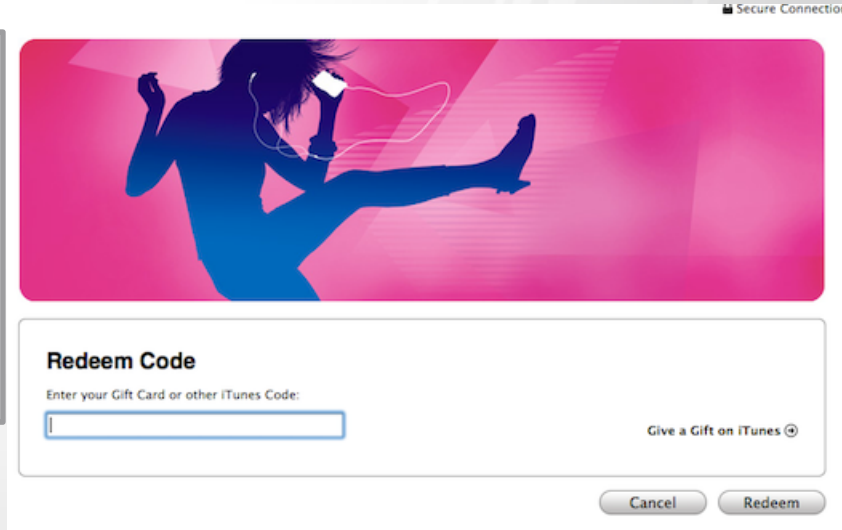 Secure Connection
Redeem Code
Enter your Gift Card or other iTunes Code:
Give a Gift on iTunes
Cancel
Redeem